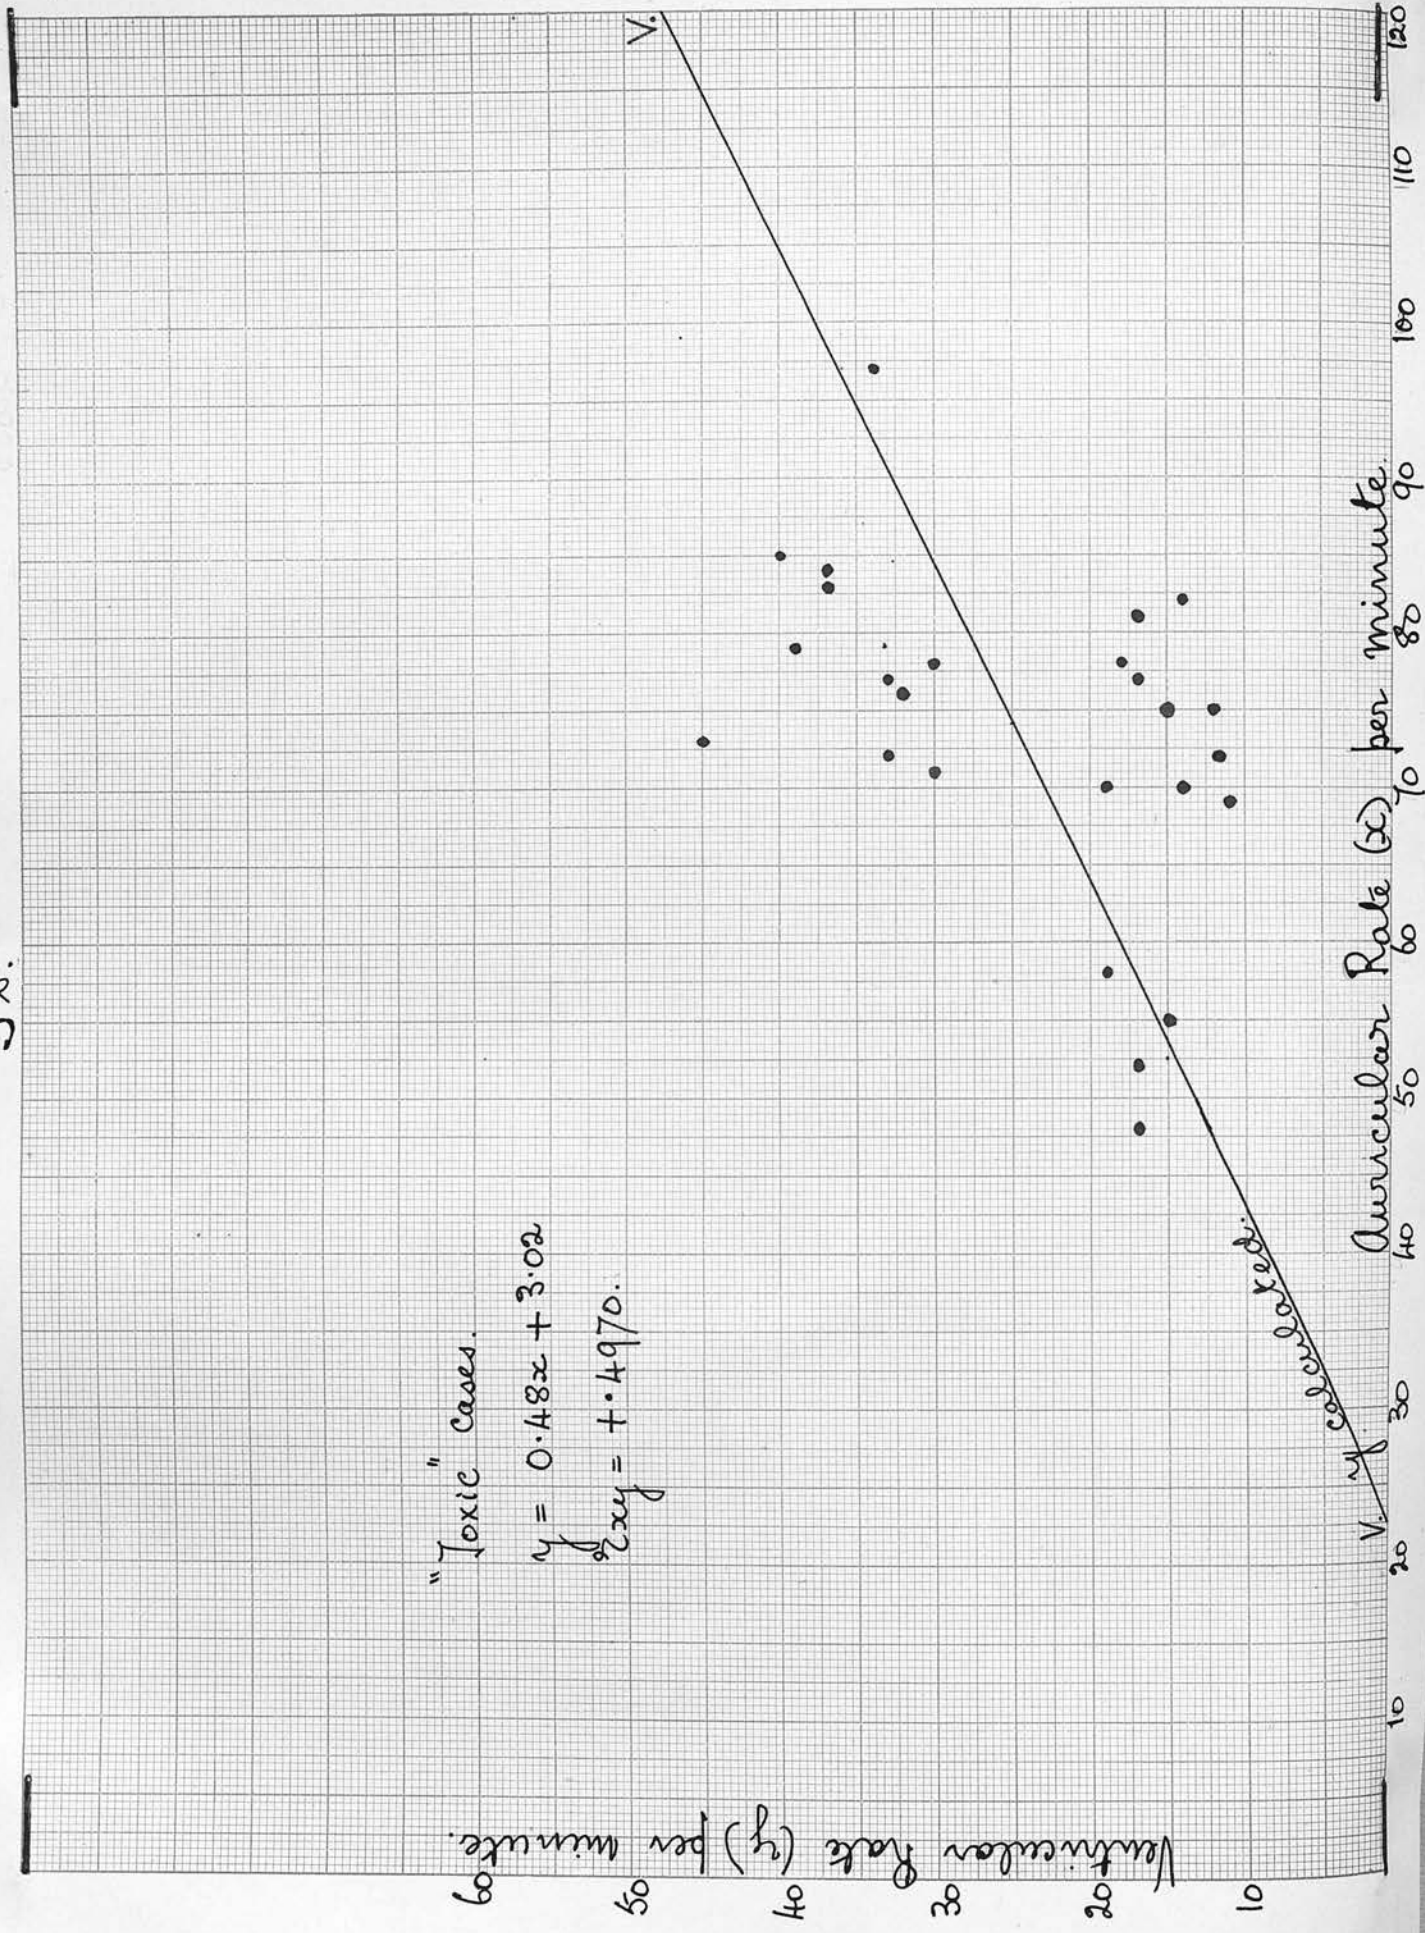 "Toxic" Cases.
y = 0.48x + 3.02
rxy = +.4970.
V.
V.
y calculated.
Ventricular Rate (y) per minute.
60
50
40
30
20
10
10
20
30
40
50
60
70
80
90
100
110
120
Auricular Rate (x) per minute.